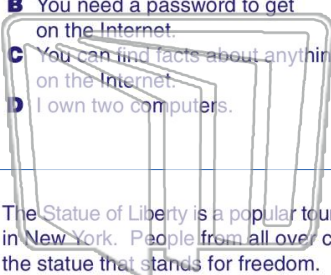 B You need a password to get
on the Internet.
C You can find facts about anythin
on the Internet.
D I own two computers.
The Statue of Liberty is a popular tour
in New York. People from all over c
the statue that stands for freedom.